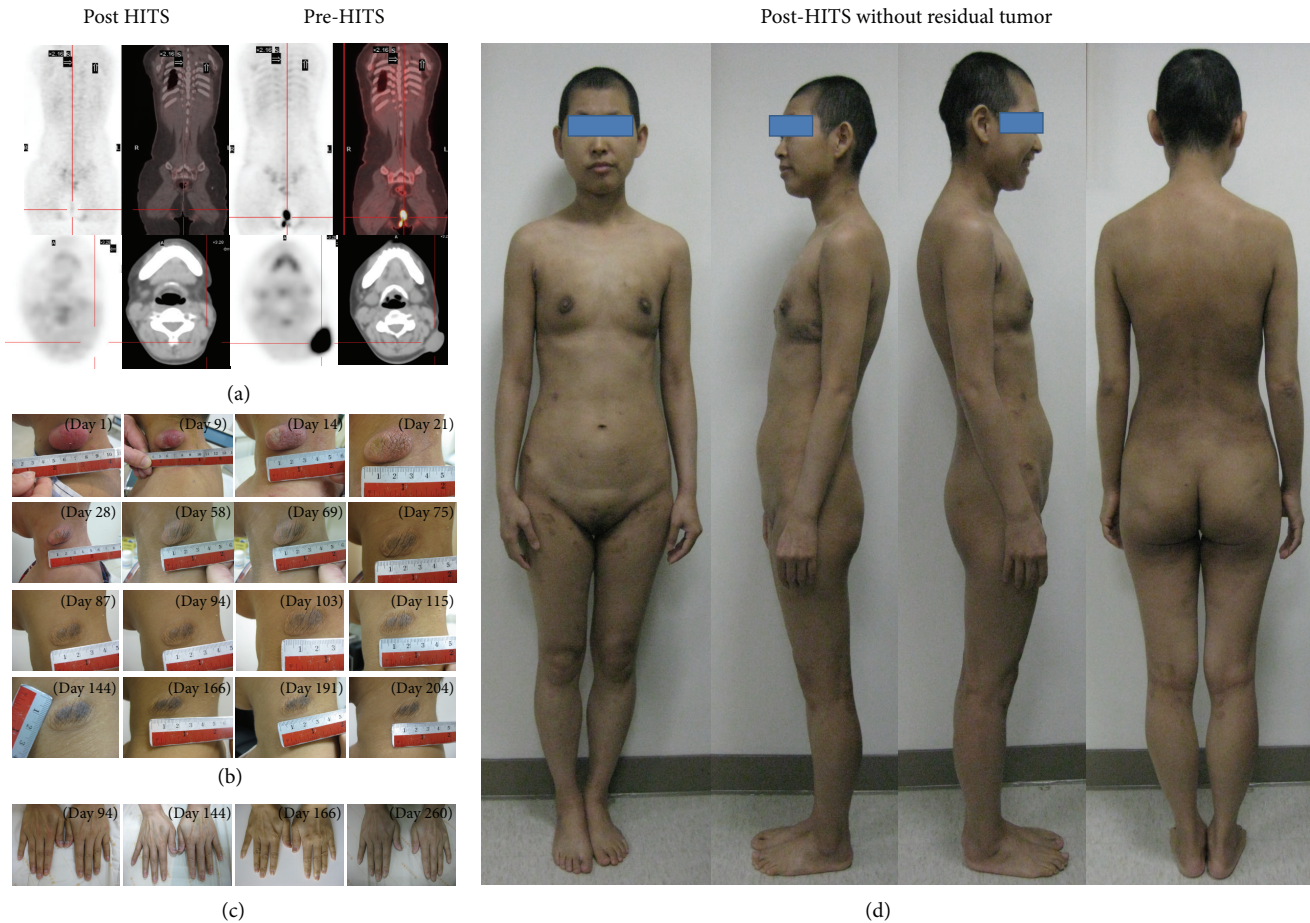 Post HITS
Pre-HITS
Post-HITS without residual tumor
R
L
A
A
(a)
(Day 1)
(Day 9)
(Day 14)
(Day 21)
(Day 28)
(Day 58)
(Day 69)
(Day 75)
(Day 87)
(Day 94)
(Day 103)
(Day 115)
(Day 144)
(Day 166)
(Day 191)
(Day 204)
(b)
(Day 94)
(Day 144)
(Day 166)
(Day 260)
(c)
(d)